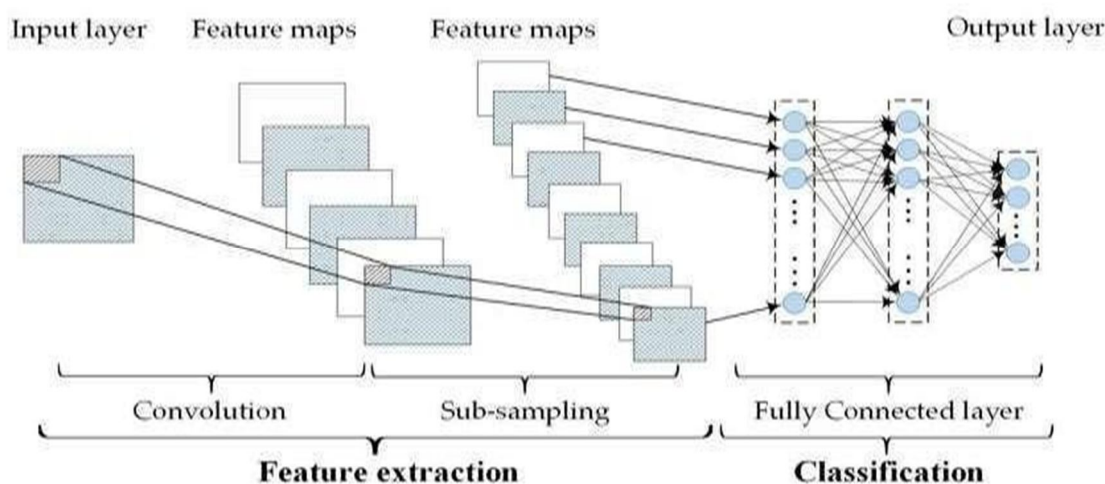 Input layer
Feature maps
Feature maps
Output layer
Convolution
Sub-sampling
Fully Connected layer
Feature extraction
Classification